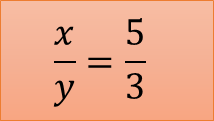 x/y = 5/3